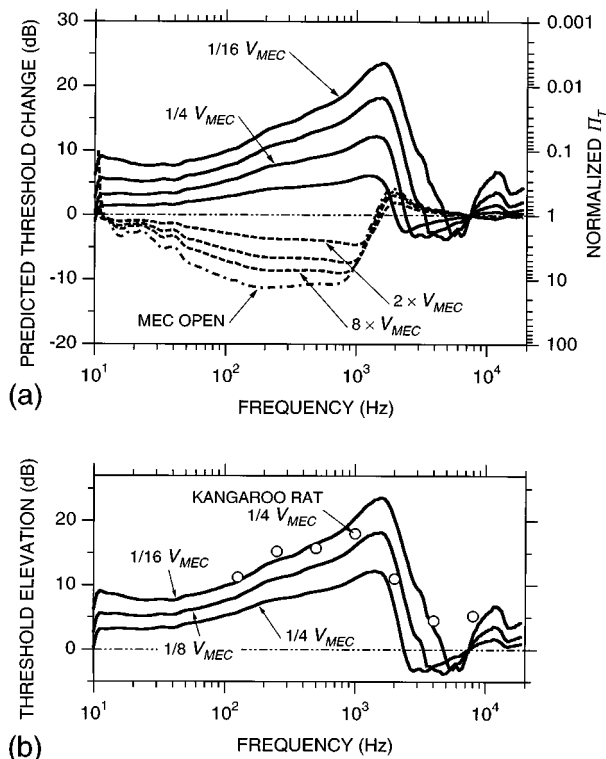 (a)
PREDICTED THRESHOLD CHANGE (dB)
30
20
10
0
-10
-20
1/16 V_MEC
1/4 V_MEC
2 × V_MEC
8 × V_MEC
MEC OPEN
0.001
0.01
0.1
1
10
100
NORMALIZED Π_T
10^1
10^2
10^3
10^4
FREQUENCY (Hz)
(b)
THRESHOLD ELEVATION (dB)
20
10
0
KANGAROO RAT
1/4 V_MEC
1/16 V_MEC
1/8 V_MEC
1/4 V_MEC
10^1
10^2
10^3
10^4
FREQUENCY (Hz)